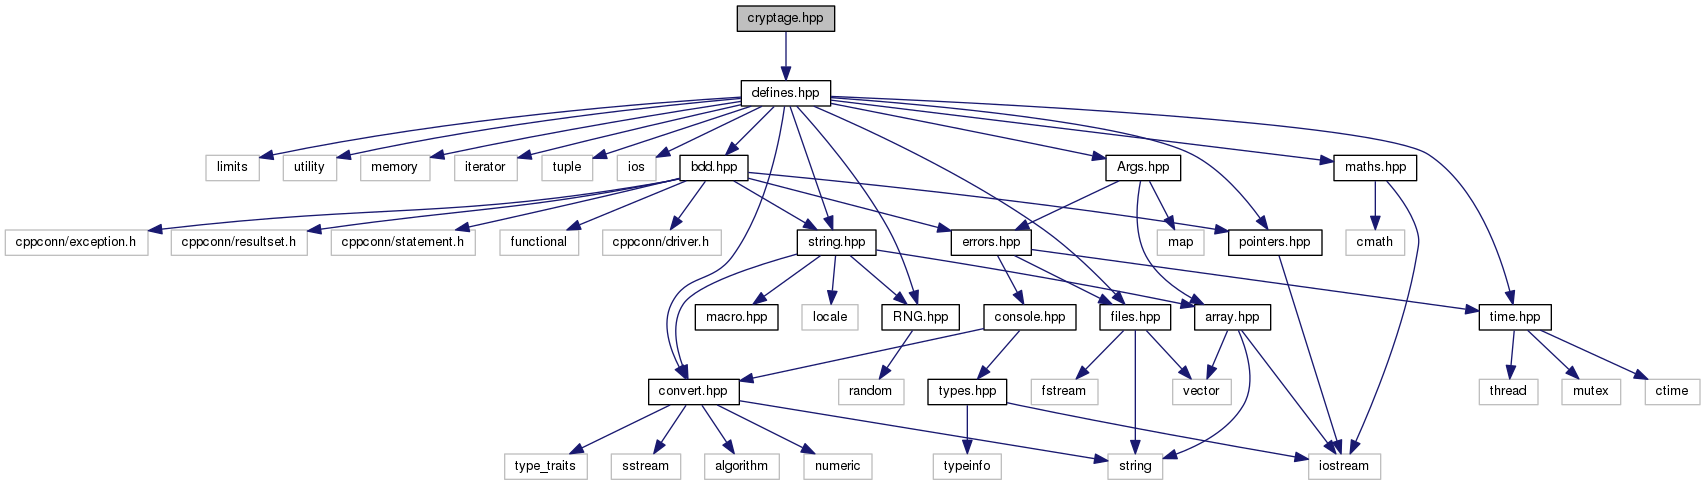 cryptage.hpp
defines.hpp
limits
utility
memory
iterator
tuple
ios
bdd.hpp
Args.hpp
maths.hpp
cppconn/exception.h
cppconn/resultset.h
cppconn/statement.h
functional
cppconn/driver.h
string.hpp
errors.hpp
map
pointers.hpp
cmath
macro.hpp
locale
RNG.hpp
console.hpp
files.hpp
array.hpp
time.hpp
convert.hpp
random
types.hpp
fstream
vector
thread
mutex
ctime
type_traits
sstream
algorithm
numeric
typeinfo
string
iostream